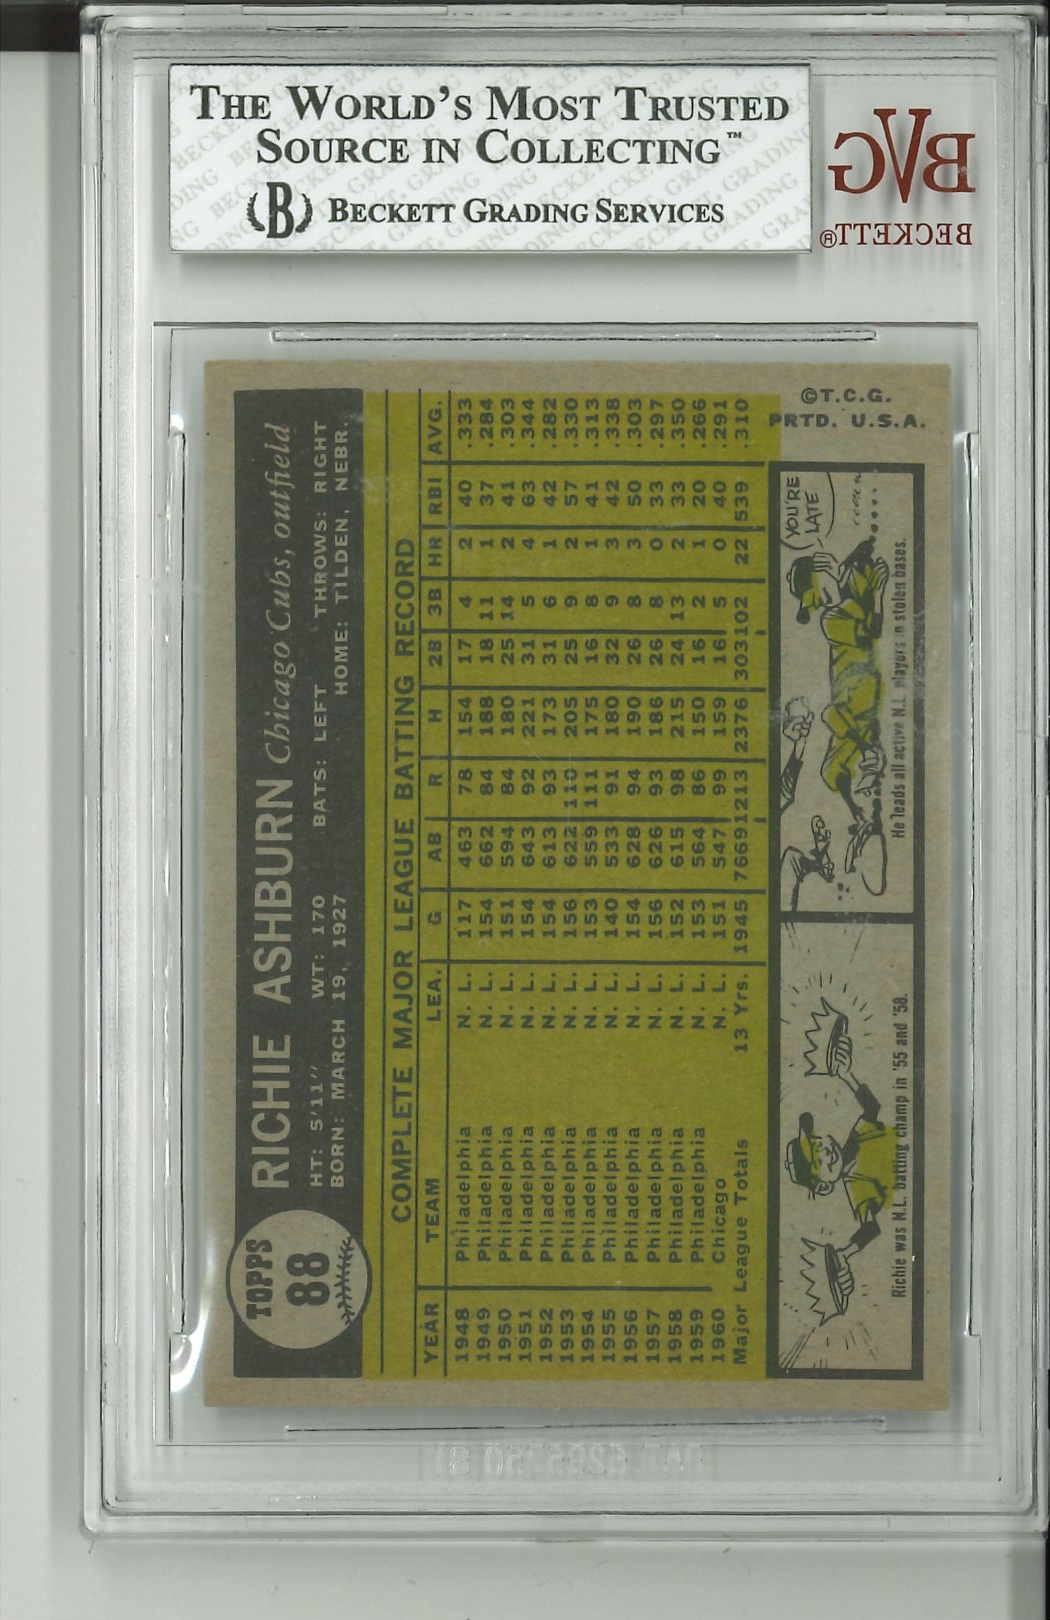 THE WORLD'S MOST TRUSTED
SOURCE IN COLLECTING™
(B) BECKETT GRADING SERVICES
BVG
BECKETT®
TOPPS
88
RICHIE ASHBURN Chicago Cubs, outfield
HT: 5'11" WT: 170 BATS: LEFT THROWS: RIGHT
BORN: MARCH 19, 1927 HOME: TILDEN, NEBR.
COMPLETE MAJOR LEAGUE BATTING RECORD
YEAR TEAM LEA. G AB R H 2B 3B HR RBI AVG.
1948 Philadelphia N. L. 117 463 78 154 17 4 2 40 .333
1949 Philadelphia N. L. 154 662 84 188 18 11 1 37 .284
1950 Philadelphia N. L. 151 594 84 180 25 14 2 41 .303
1951 Philadelphia N. L. 154 643 92 221 31 5 4 63 .344
1952 Philadelphia N. L. 154 613 93 173 31 6 1 42 .282
1953 Philadelphia N. L. 156 622 110 205 25 9 2 57 .330
1954 Philadelphia N. L. 153 559 111 175 16 8 1 41 .313
1955 Philadelphia N. L. 140 533 91 180 32 9 3 42 .338
1956 Philadelphia N. L. 154 628 94 190 26 8 3 50 .303
1957 Philadelphia N. L. 156 626 93 186 26 8 0 33 .297
1958 Philadelphia N. L. 152 615 98 215 24 13 2 33 .350
1959 Philadelphia N. L. 153 564 86 150 16 2 1 20 .266
1960 Chicago N. L. 151 547 99 159 16 5 0 40 .291
Major League Totals 13 Yrs. 1945 7669 1213 2376 303 102 22 539 .310
Richie was N.L. batting champ in '55 and '58.
YOU'RE
LATE
He leads all active N.L. players in stolen bases.
©T.C.G.
PRTD. U.S.A.